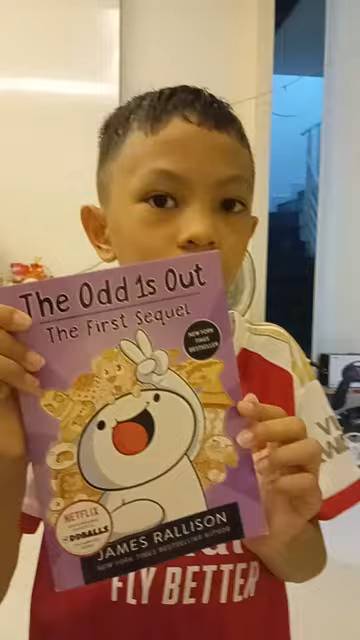 The Odd 1s Out
The First Sequel
NEW YORK
TIMES
BESTSELLER
NETFLIX
ODDBALLS
JAMES RALLISON
NEW YORK TIMES BESTSELLING AUTHOR
FLY BETTER